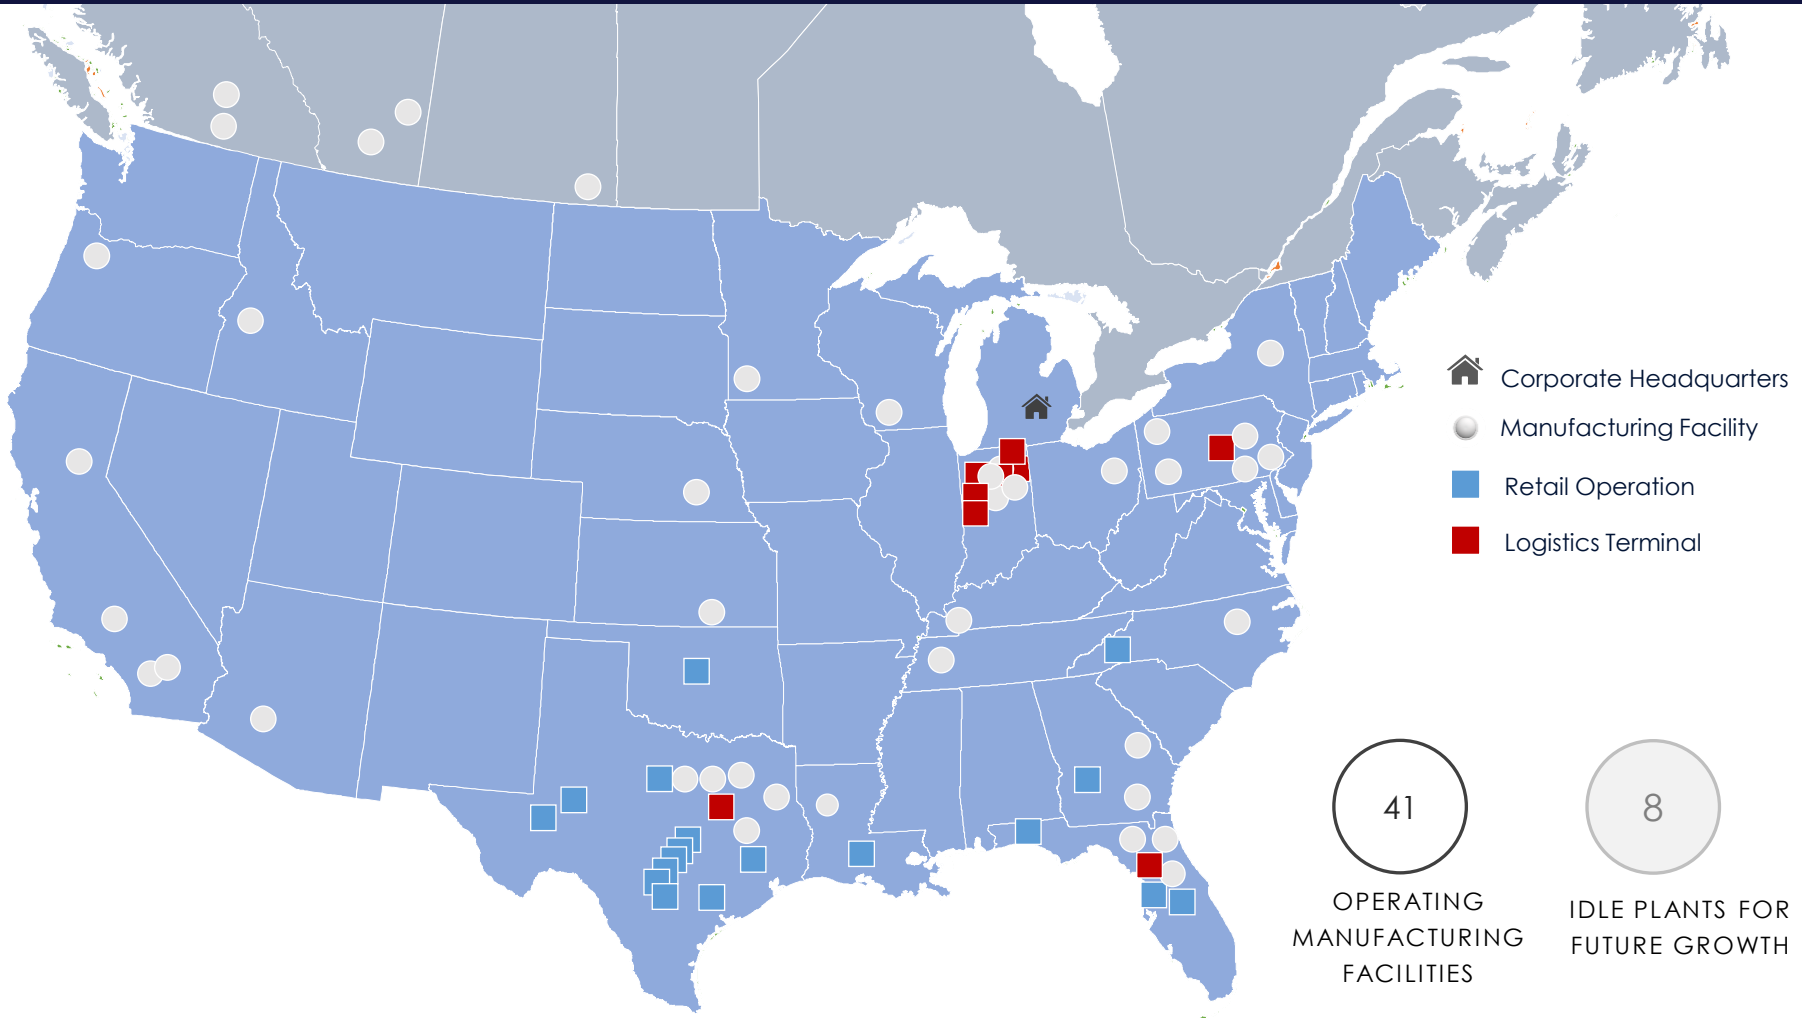 Corporate Headquarters
Manufacturing Facility
Retail Operation
Logistics Terminal
41
OPERATING
MANUFACTURING
FACILITIES
8
IDLE PLANTS FOR
FUTURE GROWTH